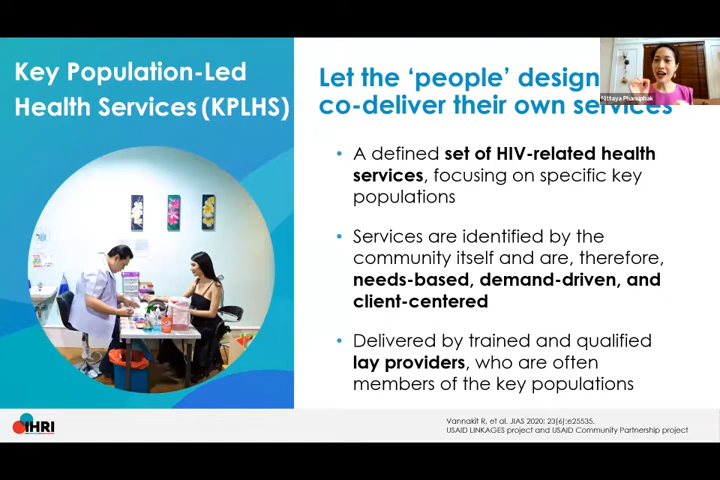 Key Population-Led
Health Services (KPLHS)
Let the ‘people’ design
co-deliver their own services
• A defined set of HIV-related health
services, focusing on specific key
populations
• Services are identified by the
community itself and are, therefore,
needs-based, demand-driven, and
client-centered
• Delivered by trained and qualified
lay providers, who are often
members of the key populations
Nittaya Phanuphak
IHRI
Vannakit R, et al. JIAS 2020; 23(6):e25535.
USAID LINKAGES project and USAID Community Partnership project